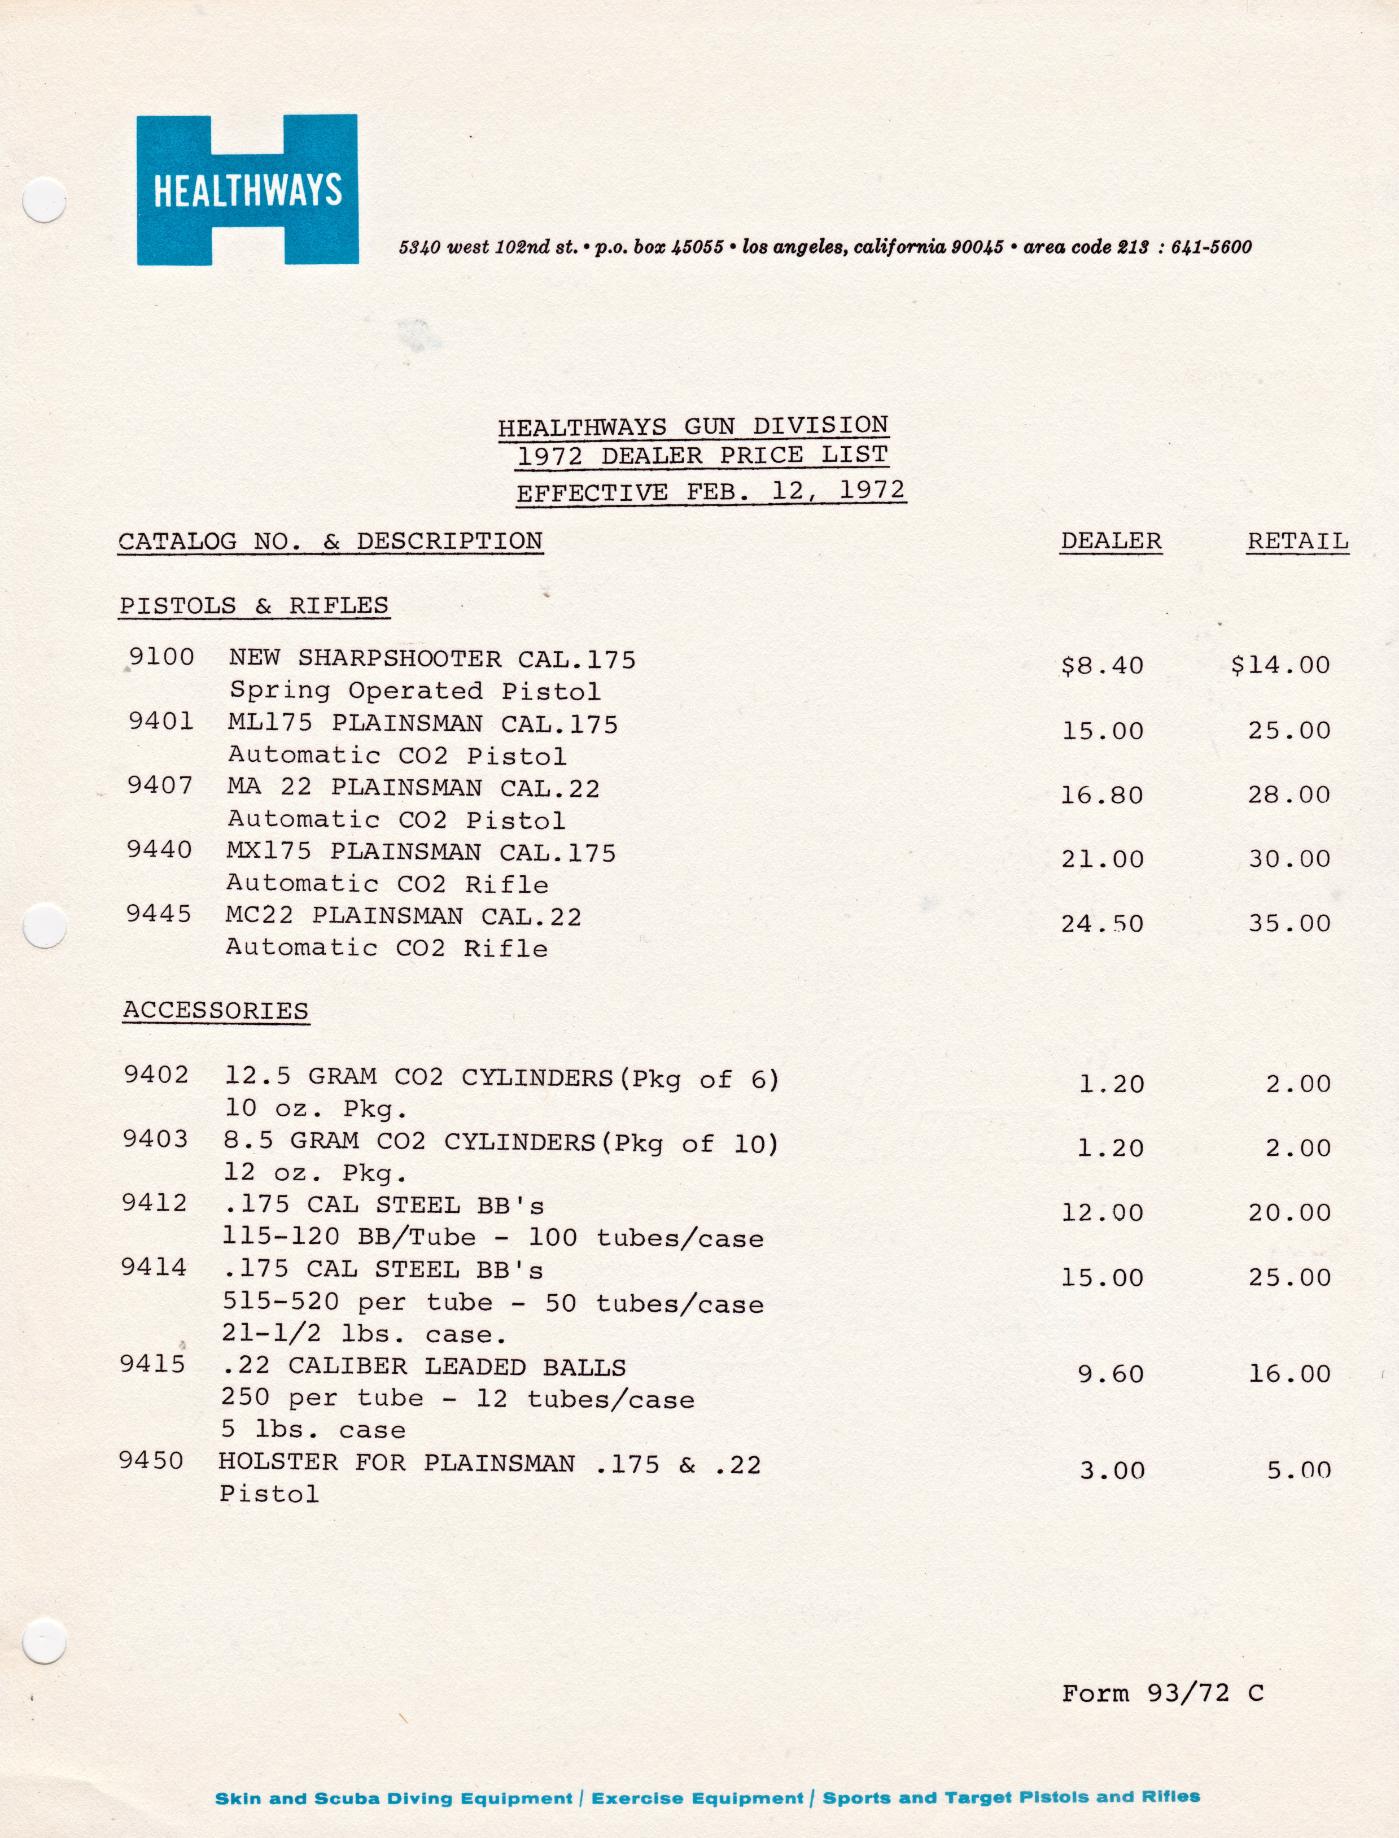 HEALTHWAYS
5340 west 102nd st. • p.o. box 45055 • los angeles, california 90045 • area code 213 : 641-5600
HEALTHWAYS GUN DIVISION
1972 DEALER PRICE LIST
EFFECTIVE FEB. 12, 1972
CATALOG NO. & DESCRIPTION DEALER RETAIL
PISTOLS & RIFLES
9100 NEW SHARPSHOOTER CAL.175 $8.40 $14.00
Spring Operated Pistol
9401 ML175 PLAINSMAN CAL.175 15.00 25.00
Automatic CO2 Pistol
9407 MA 22 PLAINSMAN CAL.22 16.80 28.00
Automatic CO2 Pistol
9440 MX175 PLAINSMAN CAL.175 21.00 30.00
Automatic CO2 Rifle
9445 MC22 PLAINSMAN CAL.22 24.50 35.00
Automatic CO2 Rifle
ACCESSORIES
9402 12.5 GRAM CO2 CYLINDERS(Pkg of 6) 1.20 2.00
10 oz. Pkg.
9403 8.5 GRAM CO2 CYLINDERS(Pkg of 10) 1.20 2.00
12 oz. Pkg.
9412 .175 CAL STEEL BB's 12.00 20.00
115-120 BB/Tube - 100 tubes/case
9414 .175 CAL STEEL BB's 15.00 25.00
515-520 per tube - 50 tubes/case
21-1/2 lbs. case.
9415 .22 CALIBER LEADED BALLS 9.60 16.00
250 per tube - 12 tubes/case
5 lbs. case
9450 HOLSTER FOR PLAINSMAN .175 & .22 3.00 5.00
Pistol
Form 93/72 C
Skin and Scuba Diving Equipment / Exercise Equipment / Sports and Target Pistols and Rifles